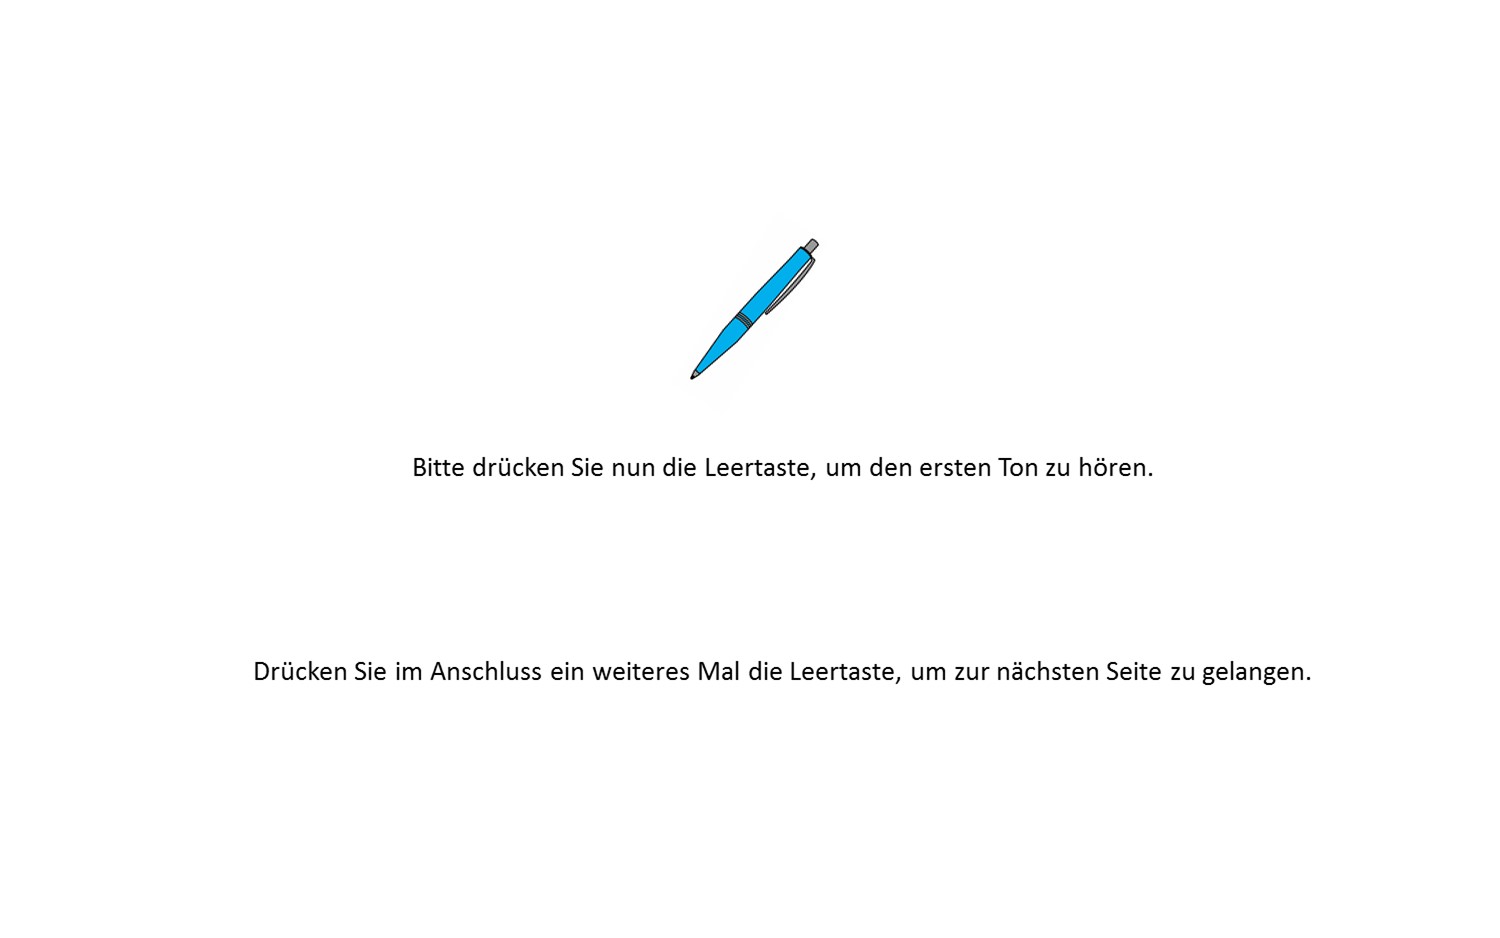 Bitte drücken Sie nun die Leertaste, um den ersten Ton zu hören.
Drücken Sie im Anschluss ein weiteres Mal die Leertaste, um zur nächsten Seite zu gelangen.